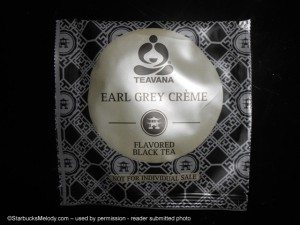 TEAVANA
EARL GREY CRÈME
FLAVORED
BLACK TEA
NOT FOR INDIVIDUAL SALE
©StarbucksMelody.com – used by permission - reader submitted photo